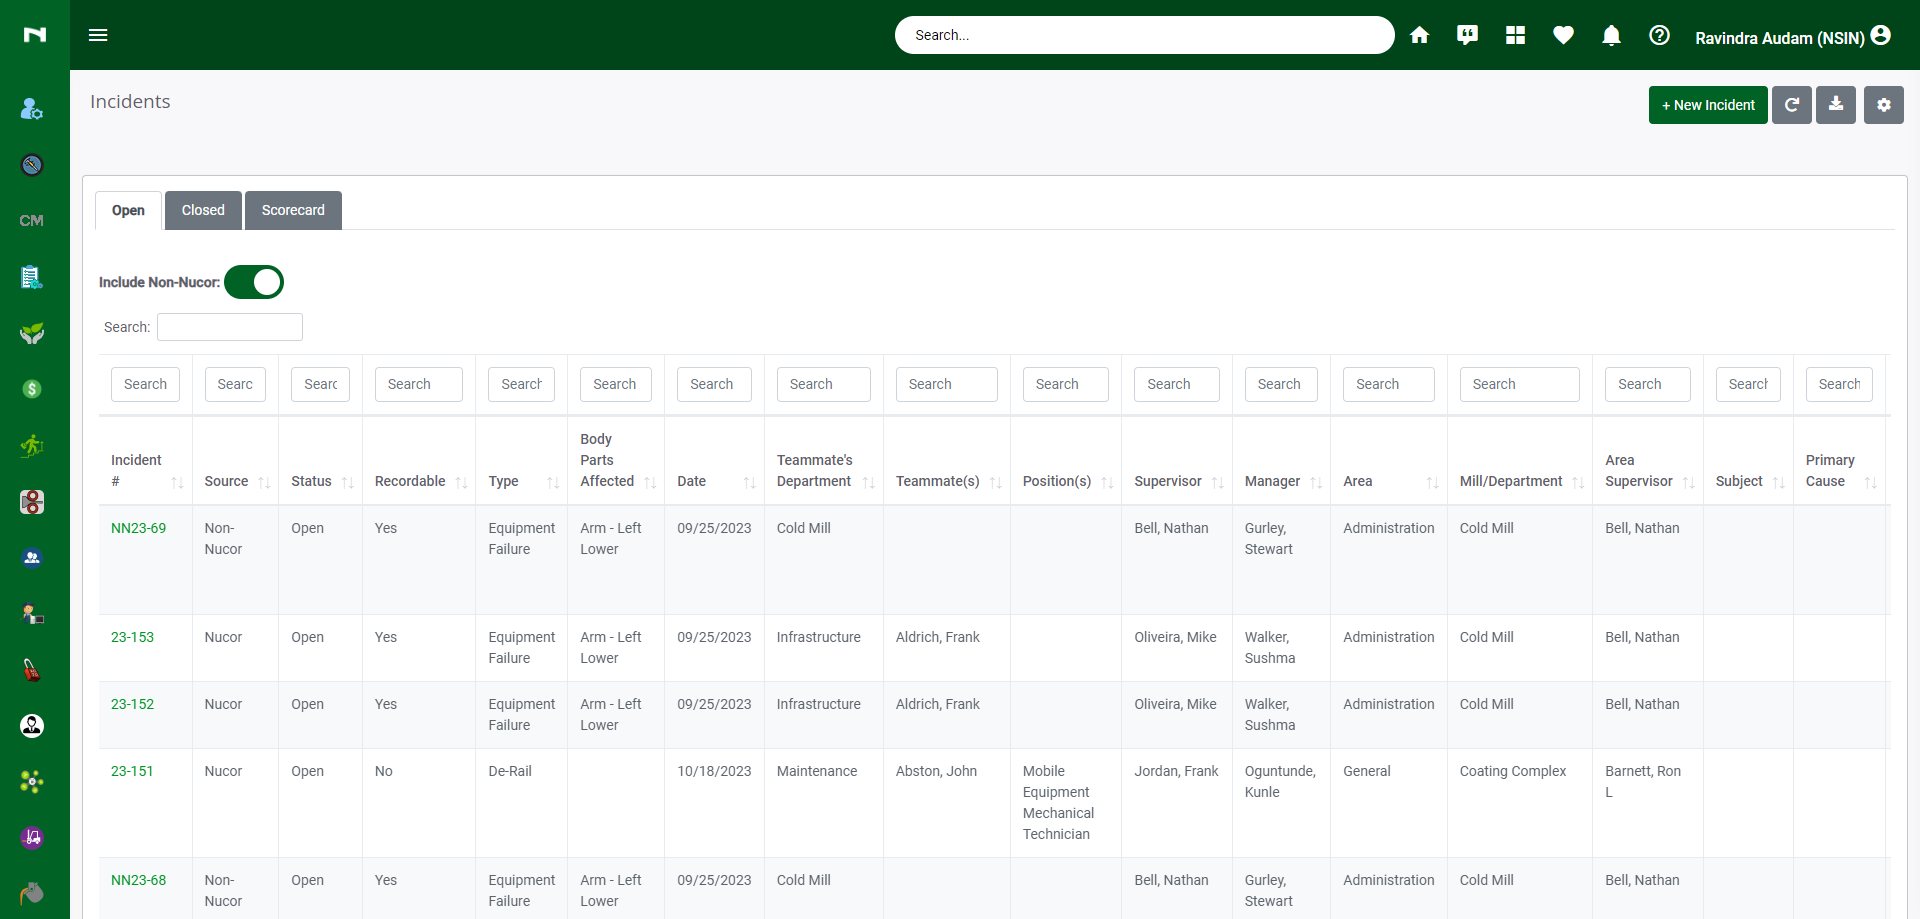 Search...
Ravindra Audam (NSIN)
CM
Incidents
+ New Incident
Open Closed Scorecard
Include Non-Nucor:
Search:
Search Searc Searc Search Search Search Search Search Search Search Search Search Search Search Search Search Search
Incident # Source Status Recordable Type Body Parts Affected Date Teammate's Department Teammate(s) Position(s) Supervisor Manager Area Mill/Department Area Supervisor Subject Primary Cause
NN23-69 Non-Nucor Open Yes Equipment Failure Arm - Left Lower 09/25/2023 Cold Mill Bell, Nathan Gurley, Stewart Administration Cold Mill Bell, Nathan
23-153 Nucor Open Yes Equipment Failure Arm - Left Lower 09/25/2023 Infrastructure Aldrich, Frank Oliveira, Mike Walker, Sushma Administration Cold Mill Bell, Nathan
23-152 Nucor Open Yes Equipment Failure Arm - Left Lower 09/25/2023 Infrastructure Aldrich, Frank Oliveira, Mike Walker, Sushma Administration Cold Mill Bell, Nathan
23-151 Nucor Open No De-Rail 10/18/2023 Maintenance Abston, John Mobile Equipment Mechanical Technician Jordan, Frank Oguntunde, Kunle General Coating Complex Barnett, Ron L
NN23-68 Non-Nucor Open Yes Equipment Failure Arm - Left Lower 09/25/2023 Cold Mill Bell, Nathan Gurley, Stewart Administration Cold Mill Bell, Nathan